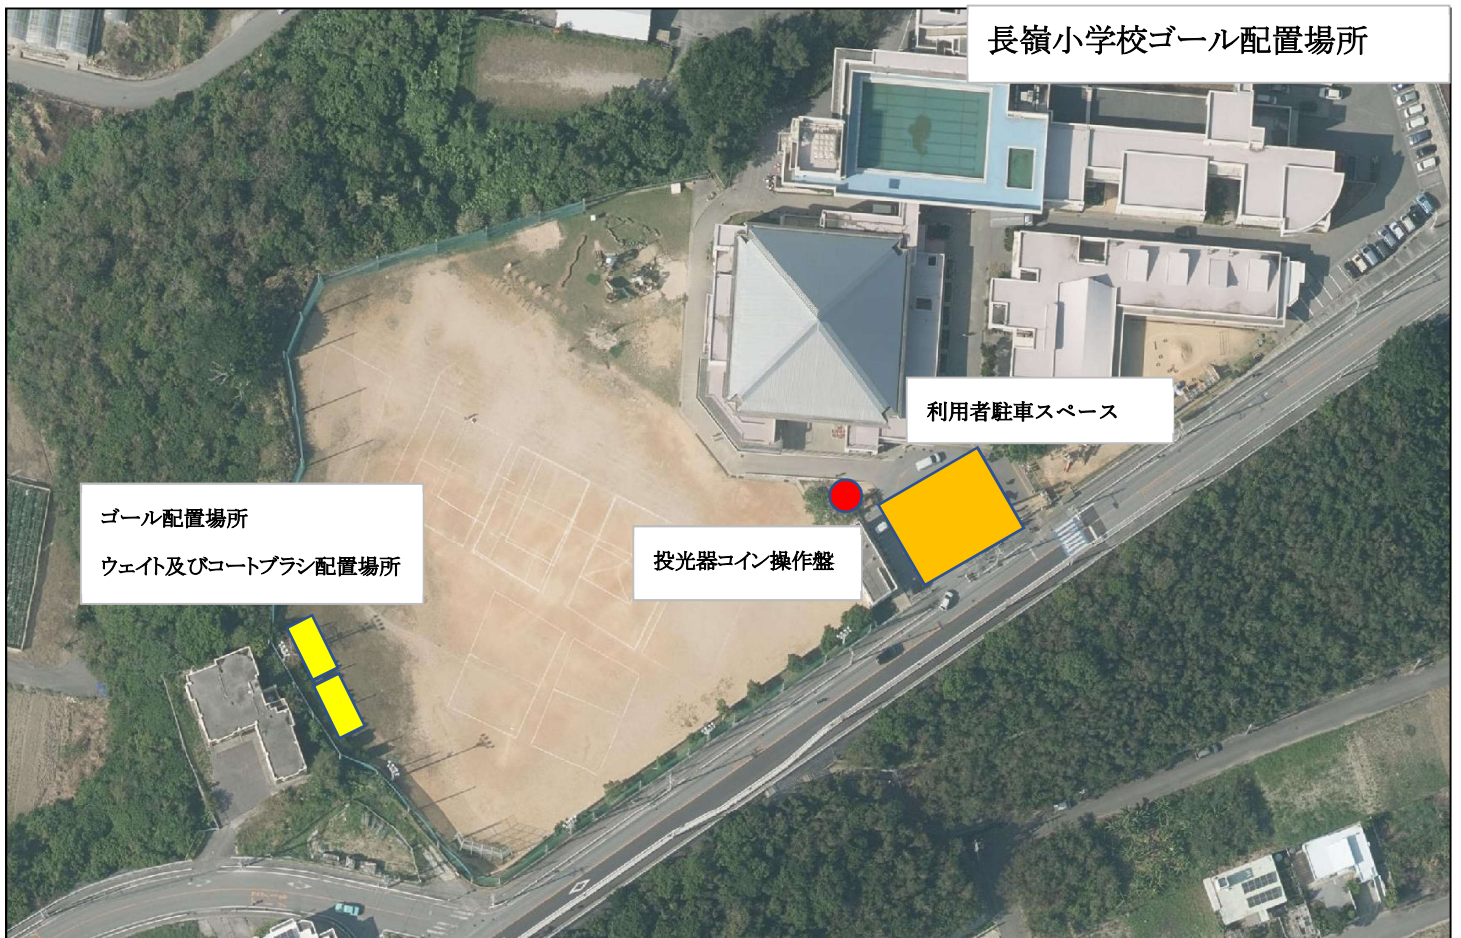 長嶺小学校ゴール配置場所
利用者駐車スペース
ゴール配置場所
ウェイト及びコートブラシ配置場所
投光器コイン操作盤